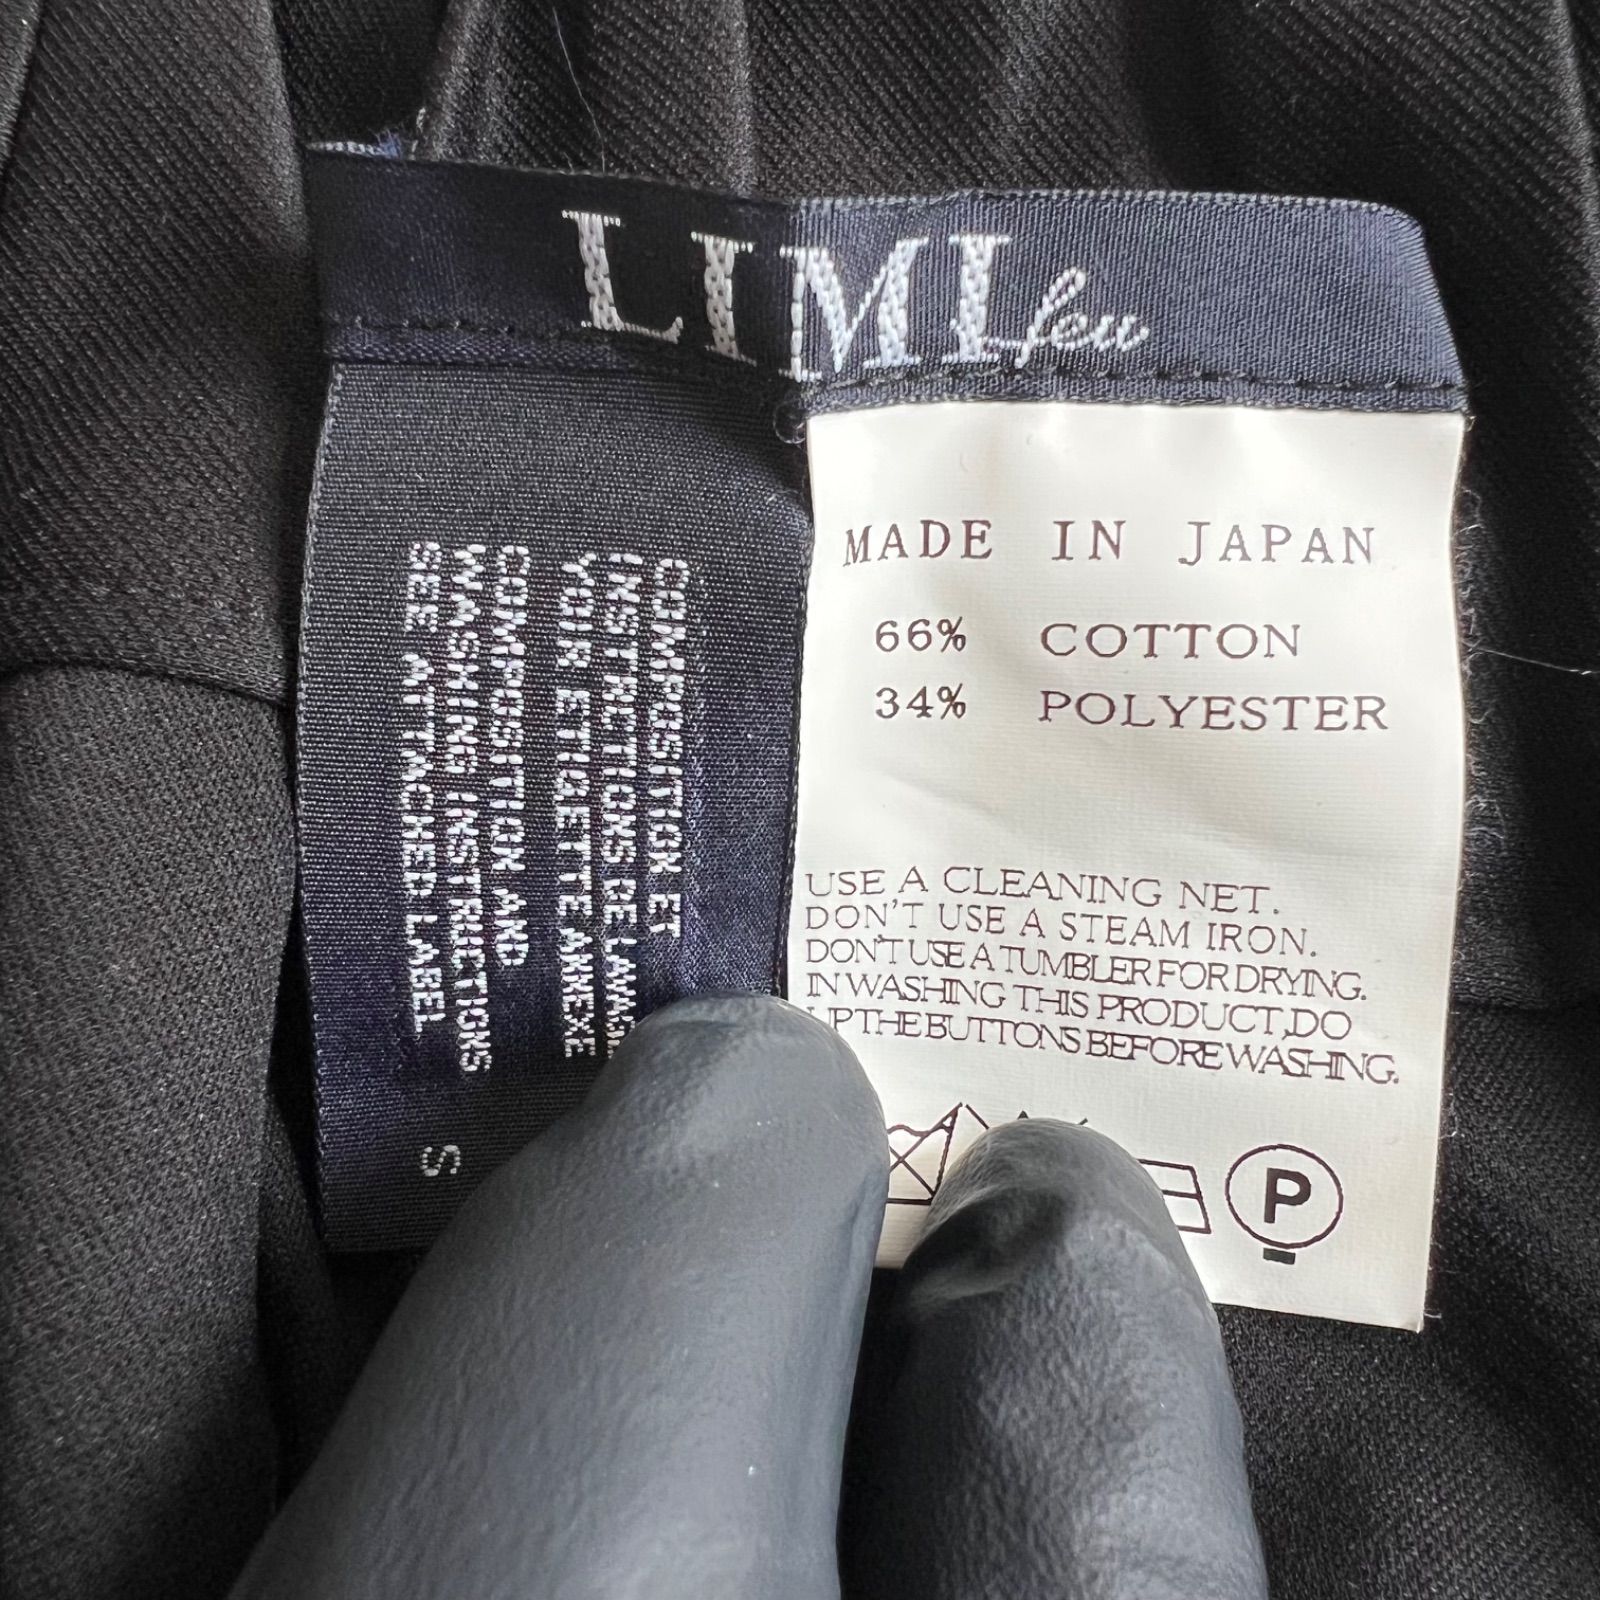 LIMI feu
COMPOSITION ET
INSTRUCTIONS DE LAVAGE
VOIR ETIQUETTE ANNEXE
COMPOSITION AND
WASHING INSTRUCTIONS
SEE ATTACHED LABEL
S
MADE IN JAPAN
66% COTTON
34% POLYESTER
USE A CLEANING NET.
DON'T USE A STEAM IRON.
DON'T USE A TUMBLER FOR DRYING.
IN WASHING THIS PRODUCT,DO
UP THE BUTTONS BEFORE WASHING.
P